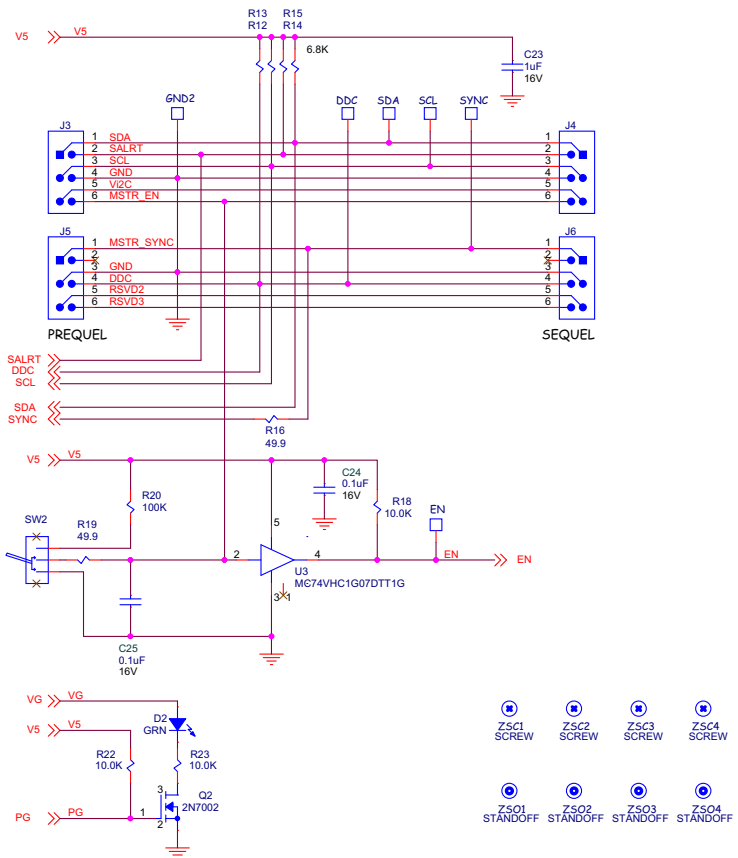 R13 R15
R12 R14
V5 V5
6.8K
C23
1uF
16V
GND2 DDC SDA SCL SYNC
J3 J4
1 SDA 1
2 SALRT 2
3 SCL 3
4 GND 4
5 Vi2C 5
6 MSTR_EN 6
J5 J6
1 MSTR_SYNC 1
2 2
3 GND 3
4 DDC 4
5 RSVD2 5
6 RSVD3 6
PREQUEL SEQUEL
SALRT
DDC
SCL
SDA
SYNC
R16
49.9
V5 V5
C24
0.1uF
16V
R20
100K
R18
10.0K
EN
SW2
R19
49.9
5
2 4 EN EN
U3
MC74VHC1G07DTT1G
3 1
C25
0.1uF
16V
VG VG
D2
GRN
V5 V5
R22
10.0K
R23
10.0K
3 Q2
2N7002
PG PG 1
2
ZSC1 ZSC2 ZSC3 ZSC4
SCREW SCREW SCREW SCREW
ZSO1 ZSO2 ZSO3 ZSO4
STANDOFF STANDOFF STANDOFF STANDOFF